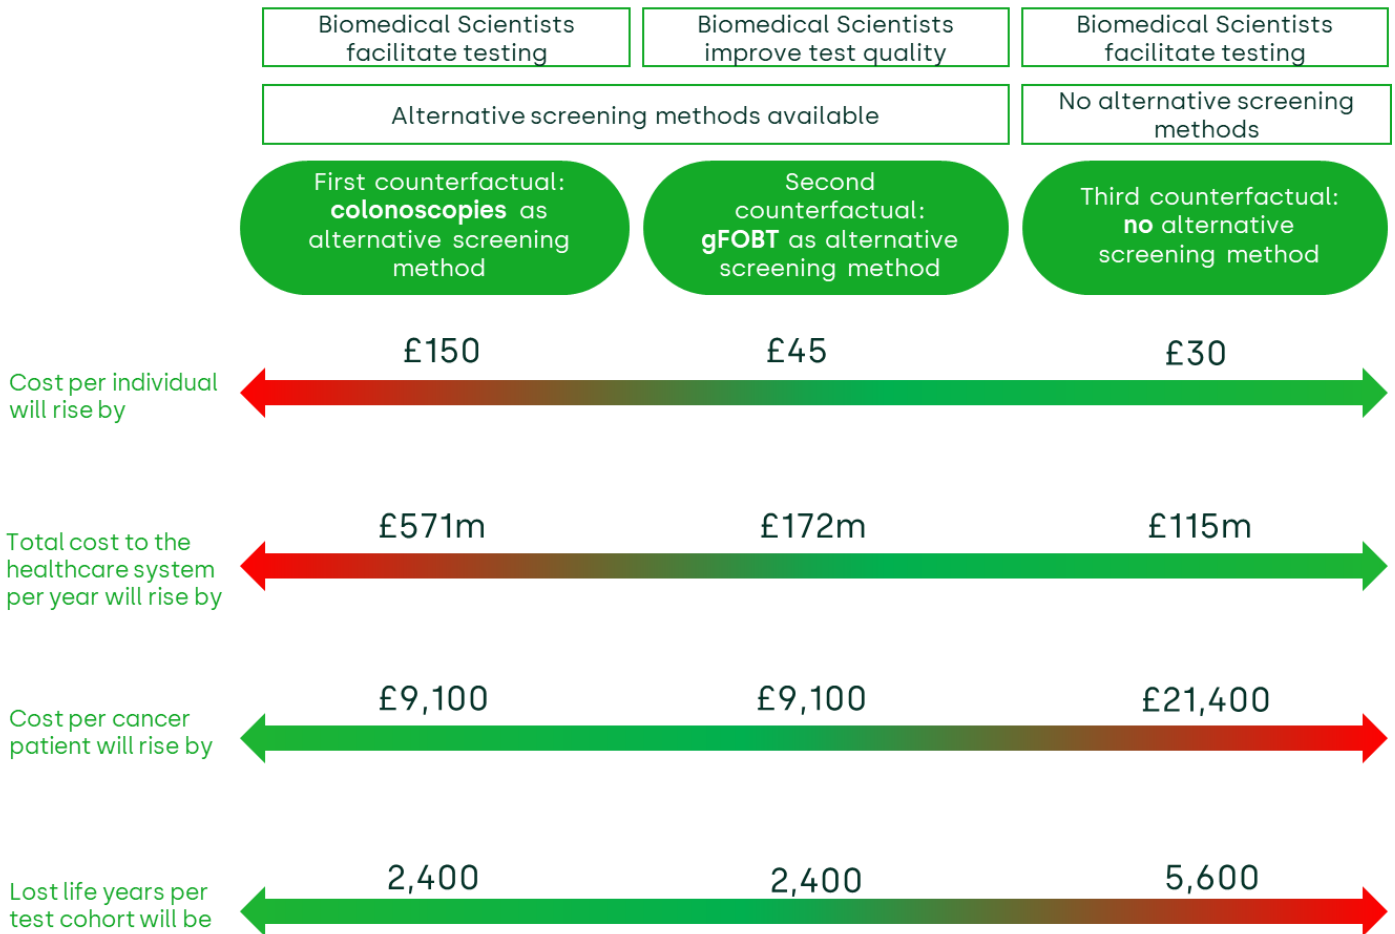 Biomedical Scientists
facilitate testing
Biomedical Scientists
improve test quality
Biomedical Scientists
facilitate testing
Alternative screening methods available
No alternative screening
methods
First counterfactual:
colonoscopies as
alternative screening
method
Second
counterfactual:
gFOBT as alternative
screening method
Third counterfactual:
no alternative
screening method
Cost per individual
will rise by
£150
£45
£30
Total cost to the
healthcare system
per year will rise by
£571m
£172m
£115m
Cost per cancer
patient will rise by
£9,100
£9,100
£21,400
Lost life years per
test cohort will be
2,400
2,400
5,600